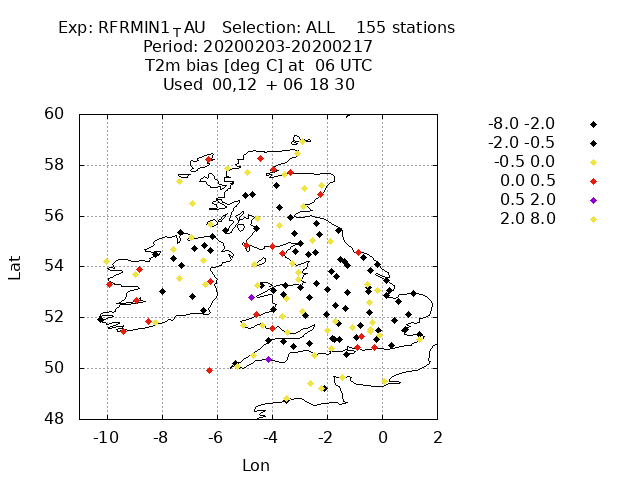 Exp: RFRMIN1TAU Selection: ALL 155 stations
Period: 20200203-20200217
T2m bias [deg C] at 06 UTC
Used 00,12 + 06 18 30
60
58
56
54
52
50
48
Lat
-10 -8 -6 -4 -2 0 2
Lon
-8.0 -2.0
-2.0 -0.5
-0.5 0.0
0.0 0.5
0.5 2.0
2.0 8.0